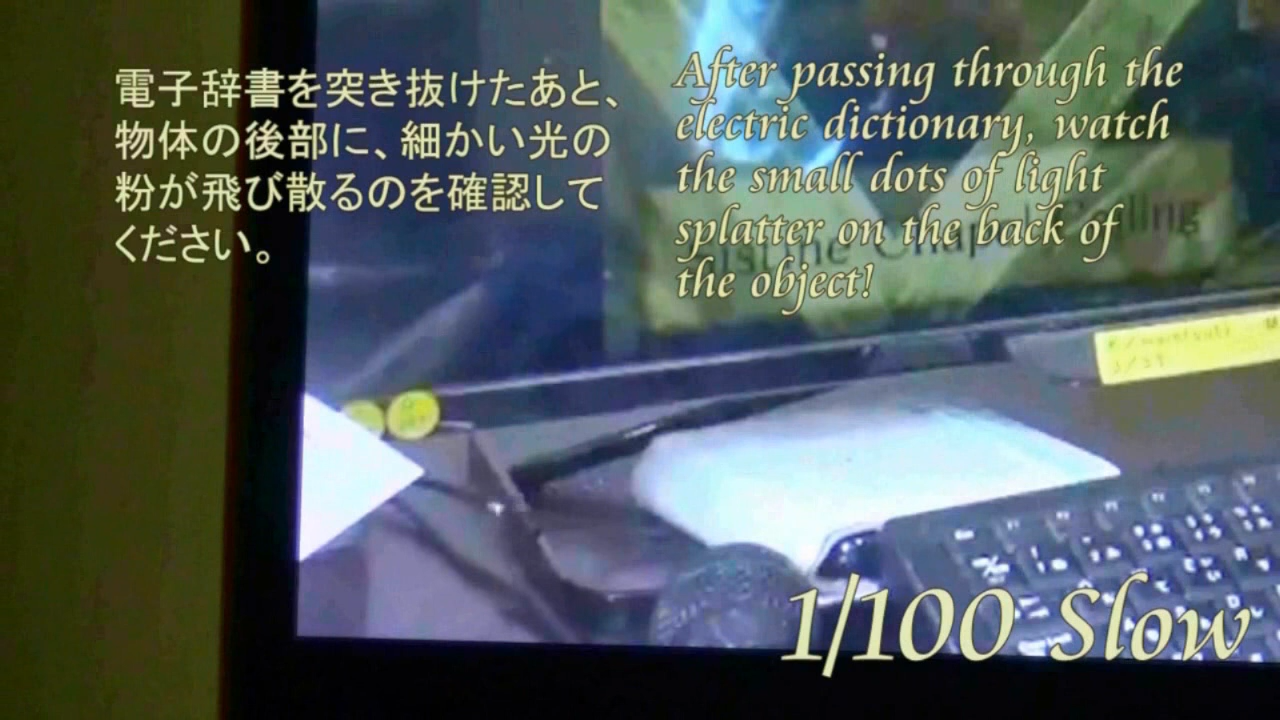 電子辞書を突き抜けたあと、
物体の後部に、細かい光の
粉が飛び散るのを確認して
ください。
After passing through the
electric dictionary, watch
the small dots of light
splatter on the back of
the object!
1/100 Slow